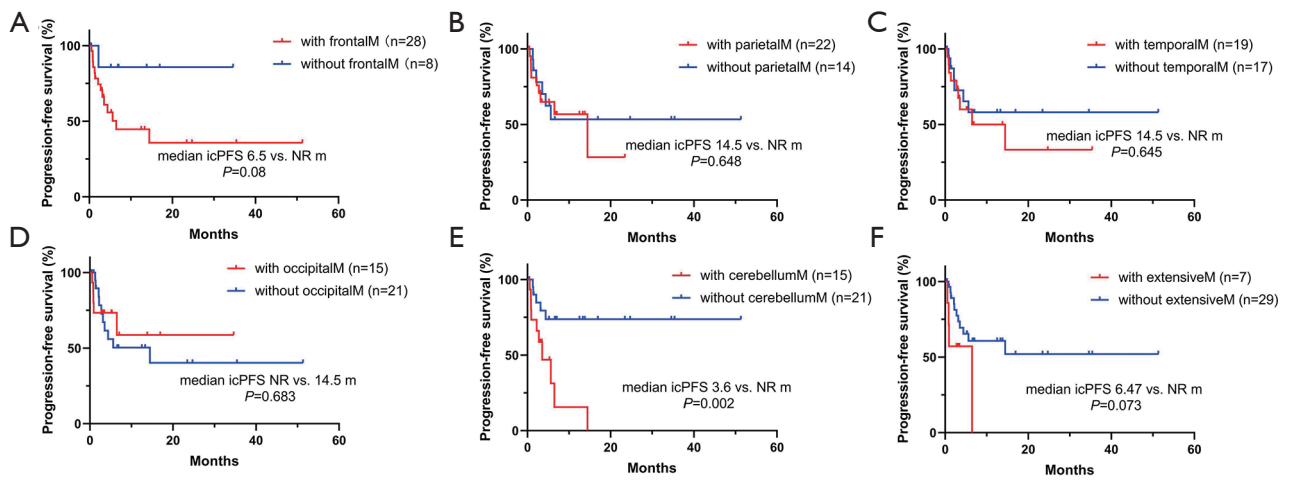 A
Progression-free survival (%)
100
50
0
0
20
40
60
Months
with frontalM (n=28)
without frontalM (n=8)
median icPFS 6.5 vs. NR m
P=0.08
B
Progression-free survival (%)
100
50
0
0
20
40
60
Months
with parietalM (n=22)
without parietalM (n=14)
median icPFS 14.5 vs. NR m
P=0.648
C
Progression-free survival (%)
100
50
0
0
20
40
60
Months
with temporalM (n=19)
without temporalM (n=17)
median icPFS 14.5 vs. NR m
P=0.645
D
Progression-free survival (%)
100
50
0
0
20
40
60
Months
with occipitalM (n=15)
without occipitalM (n=21)
median icPFS NR vs. 14.5 m
P=0.683
E
Progression-free survival (%)
100
50
0
0
20
40
60
Months
with cerebellumM (n=15)
without cerebellumM (n=21)
median icPFS 3.6 vs. NR m
P=0.002
F
Progression-free survival (%)
100
50
0
0
20
40
60
Months
with extensiveM (n=7)
without extensiveM (n=29)
median icPFS 6.47 vs. NR m
P=0.073